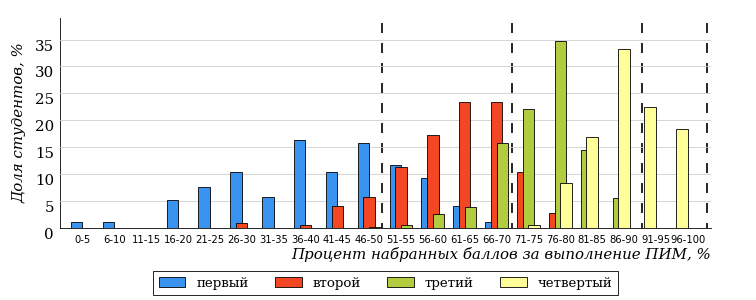 Доля студентов, %
35
30
25
20
15
10
5
0
0-5 6-10 11-15 16-20 21-25 26-30 31-35 36-40 41-45 46-50 51-55 56-60 61-65 66-70 71-75 76-80 81-85 86-90 91-95 96-100
Процент набранных баллов за выполнение ПИМ, %
первый второй третий четвертый